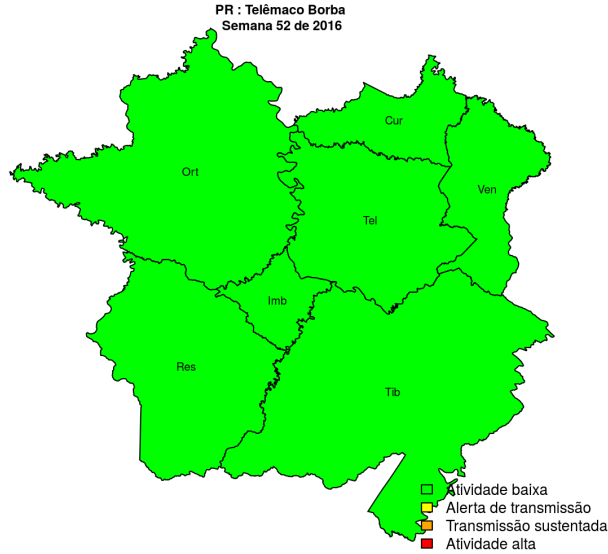 PR : Telêmaco Borba
Semana 52 de 2016
Cur
Ort
Ven
Tel
Imb
Res
Tib
Atividade baixa
Alerta de transmissão
Transmissão sustentada
Atividade alta